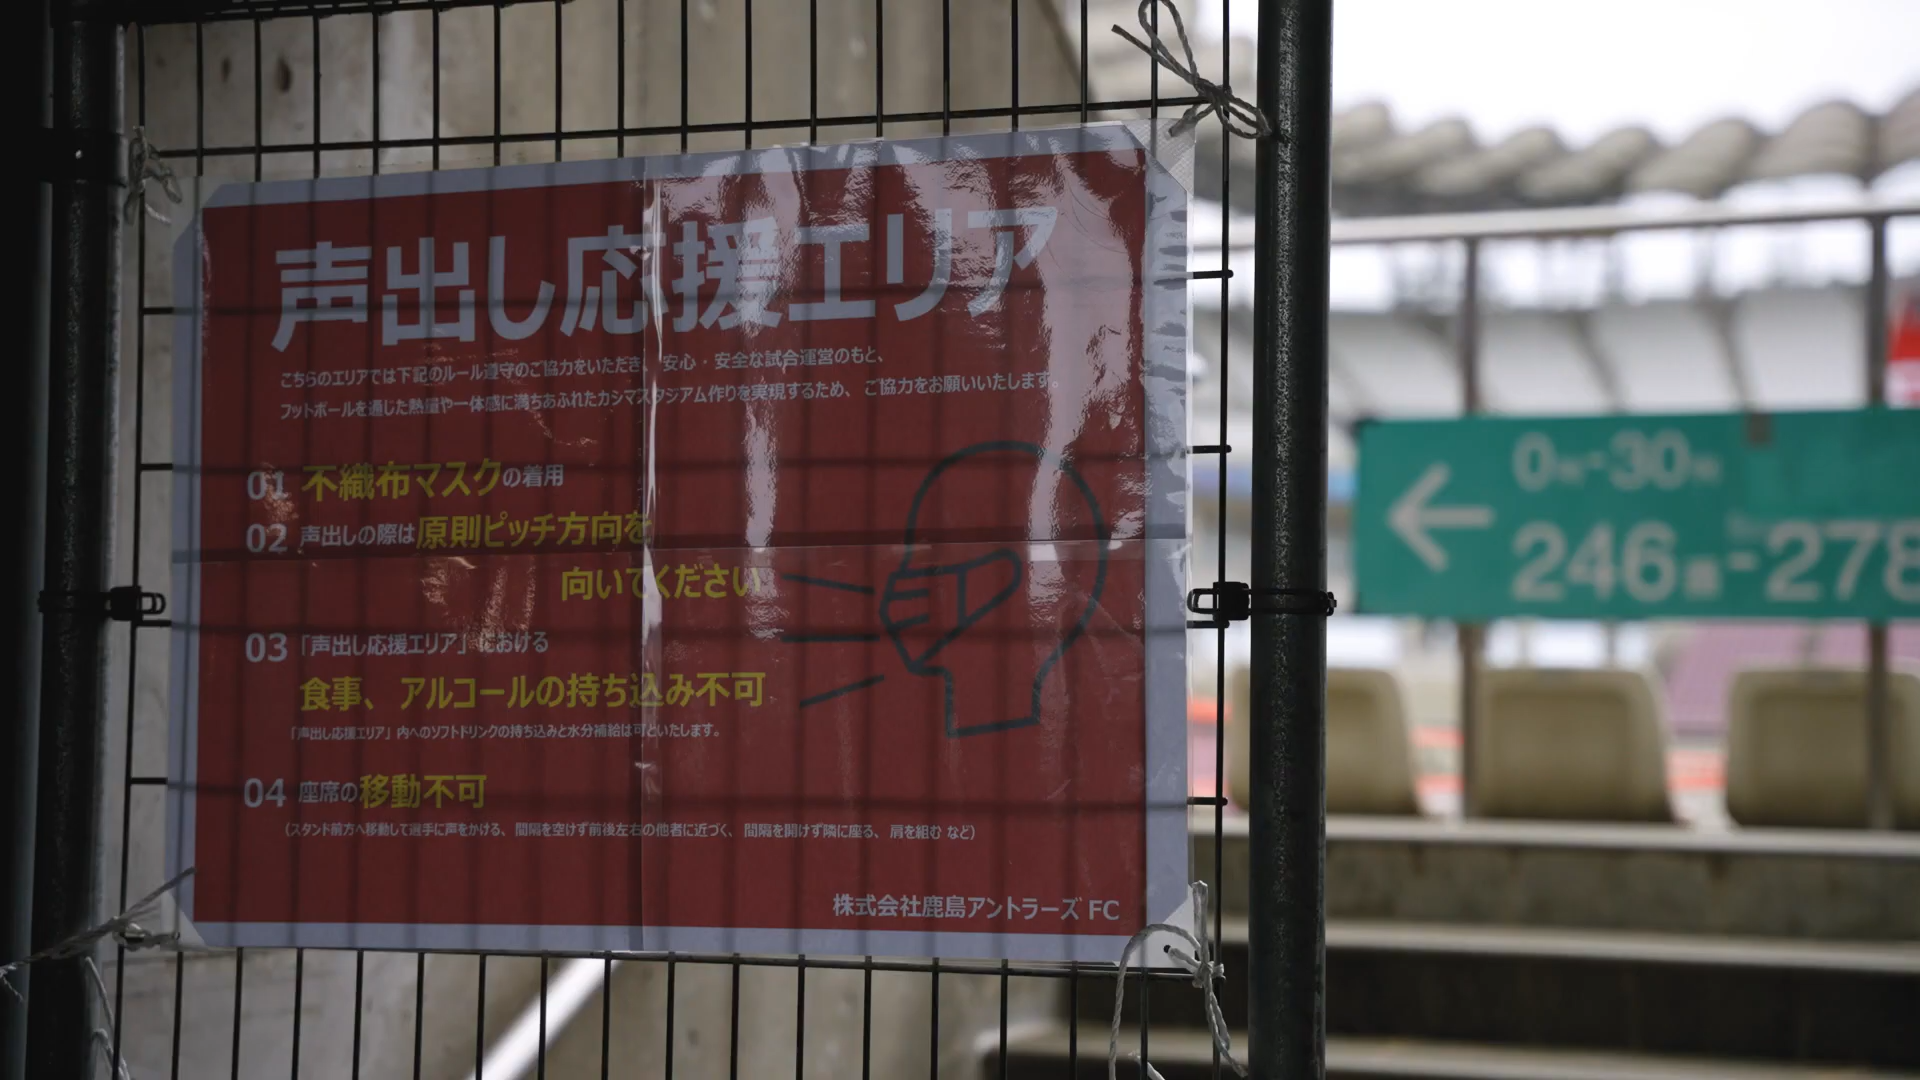 声出し応援エリア
こちらのエリアでは下記のルール遵守のご協力をいただき、安心・安全な試合運営のもと、
フットボールを通じた熱量や一体感に満ちあふれたカシマスタジアム作りを実現するため、ご協力をお願いいたします。
01 不織布マスクの着用
02 声出しの際は原則ピッチ方向を
向いてください
03 「声出し応援エリア」における
食事、アルコールの持ち込み不可
「声出し応援エリア」内へのソフトドリンクの持ち込みと水分補給は可といたします。
04 座席の移動不可
（スタンド前方へ移動して選手に声をかける、間隔を空けず前後左右の他者に近づく、間隔を開けず隣に座る、肩を組む など）
株式会社鹿島アントラーズ FC
← 0列-30列
246番-278